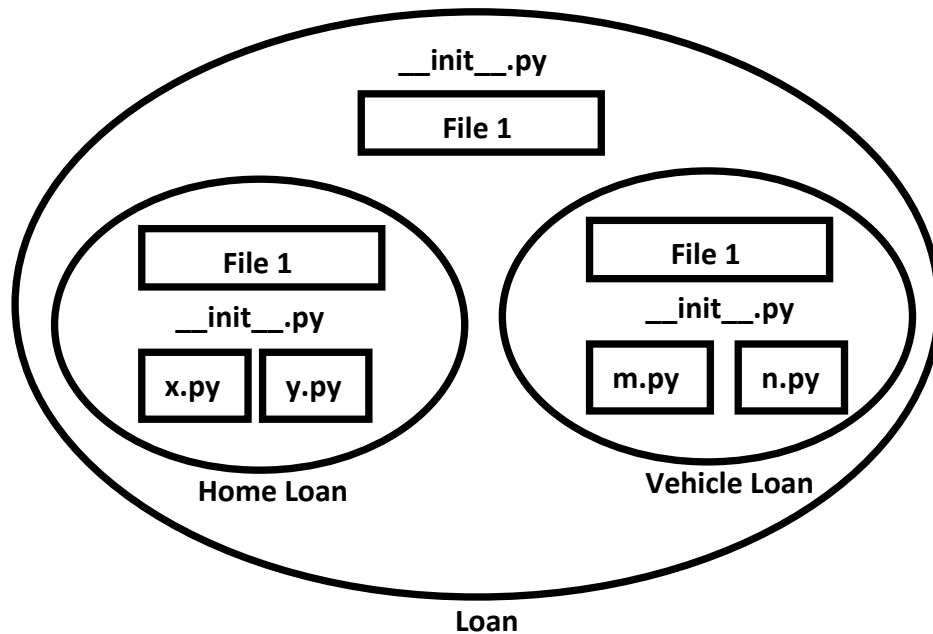 __init__.py
File 1
File 1
__init__.py
x.py
y.py
Home Loan
File 1
__init__.py
m.py
n.py
Vehicle Loan
Loan